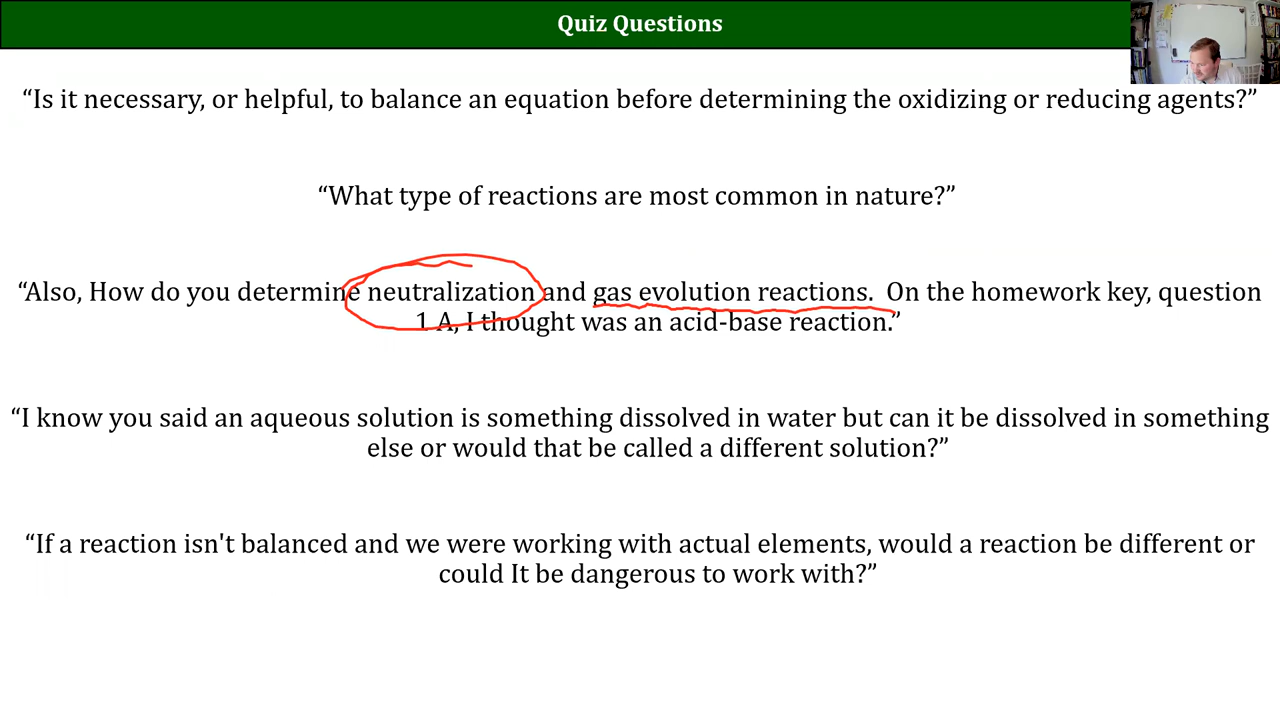 Quiz Questions
“Is it necessary, or helpful, to balance an equation before determining the oxidizing or reducing agents?”
“What type of reactions are most common in nature?”
“Also, How do you determine neutralization and gas evolution reactions.  On the homework key, question
1 A, I thought was an acid-base reaction.”
“I know you said an aqueous solution is something dissolved in water but can it be dissolved in something
else or would that be called a different solution?”
“If a reaction isn't balanced and we were working with actual elements, would a reaction be different or
could It be dangerous to work with?”